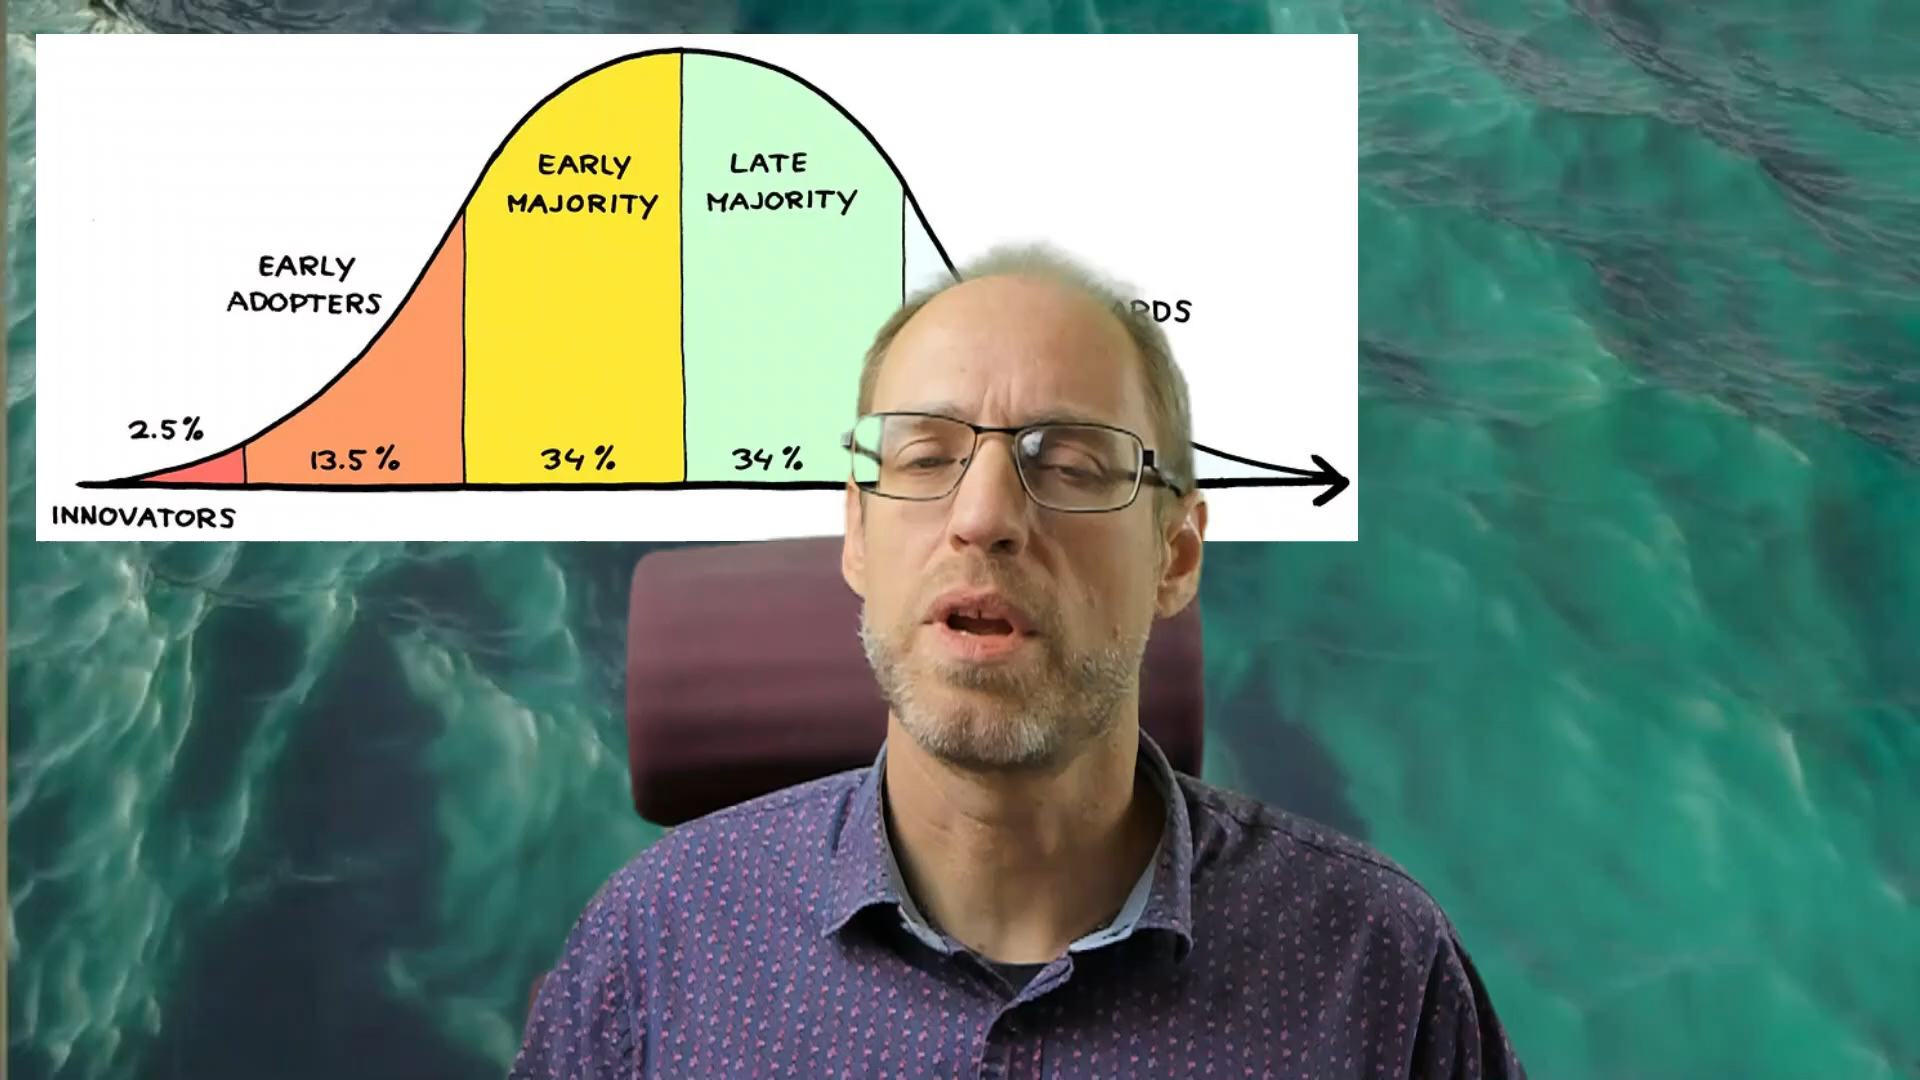 EARLY
MAJORITY
LATE
MAJORITY
EARLY
ADOPTERS
2.5%
13.5%
34%
34%
INNOVATORS